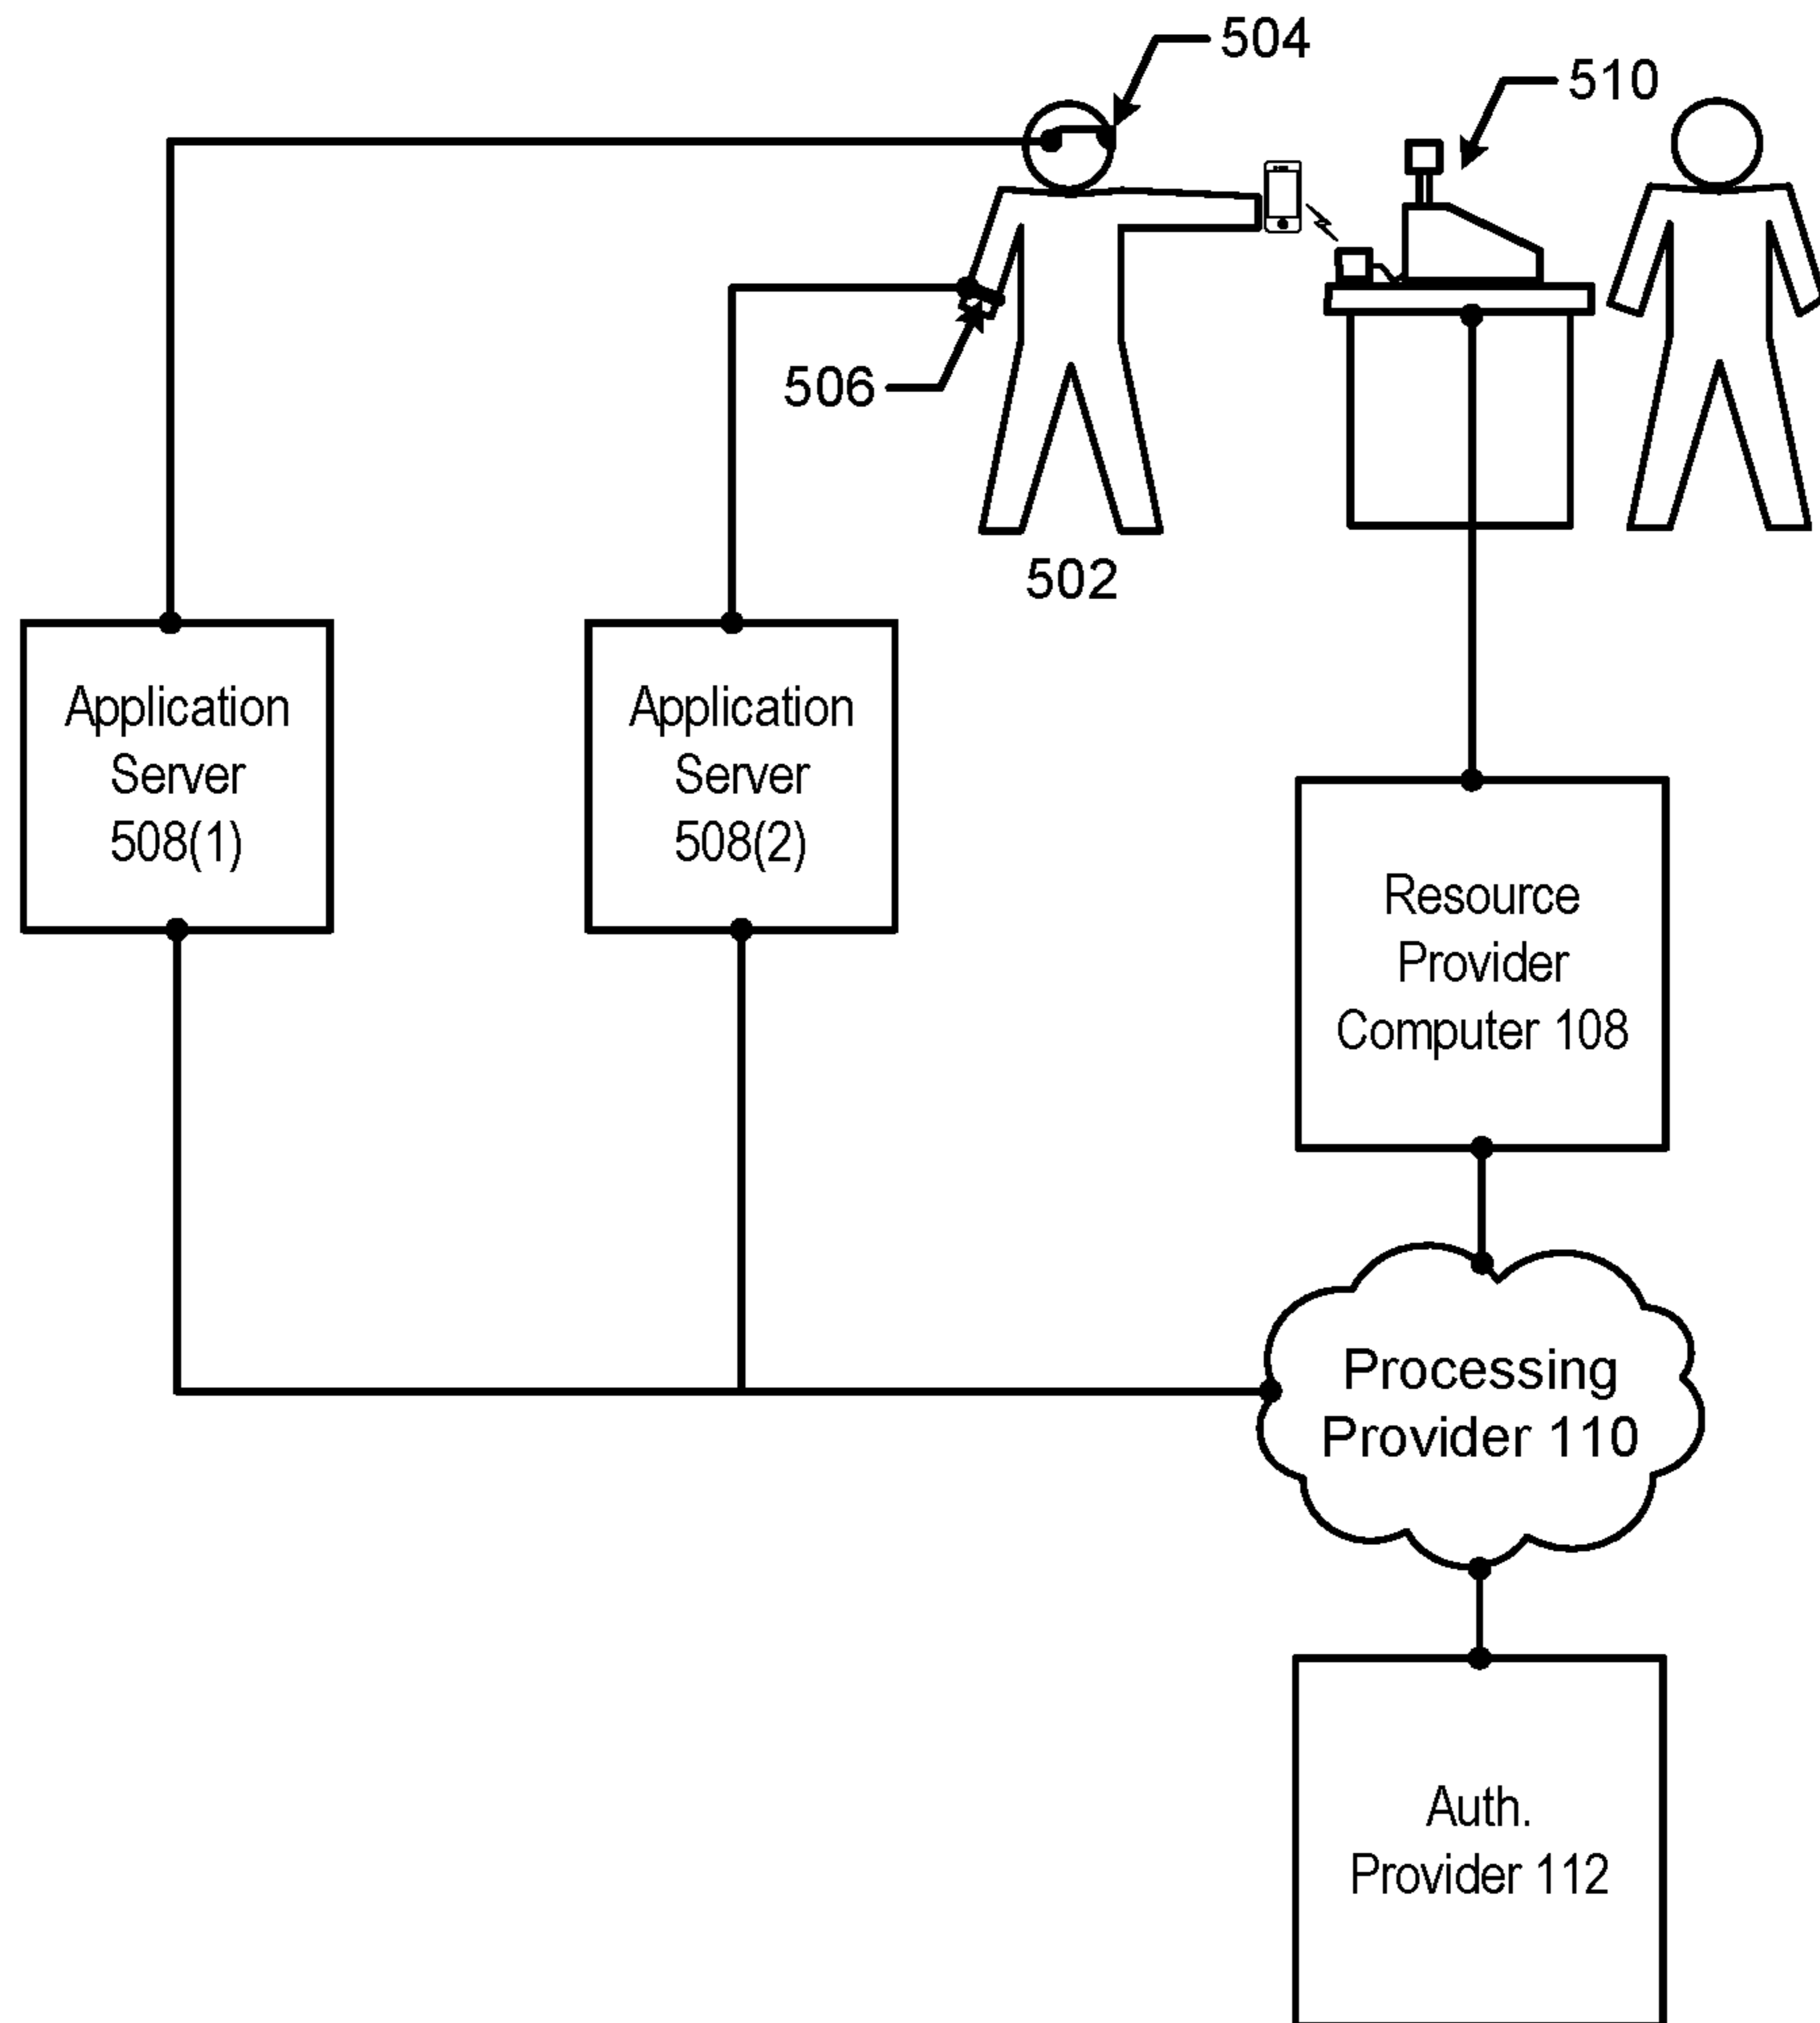 504
510
506
502
Application
Server
508(1)
Application
Server
508(2)
Resource
Provider
Computer 108
Processing
Provider 110
Auth.
Provider 112